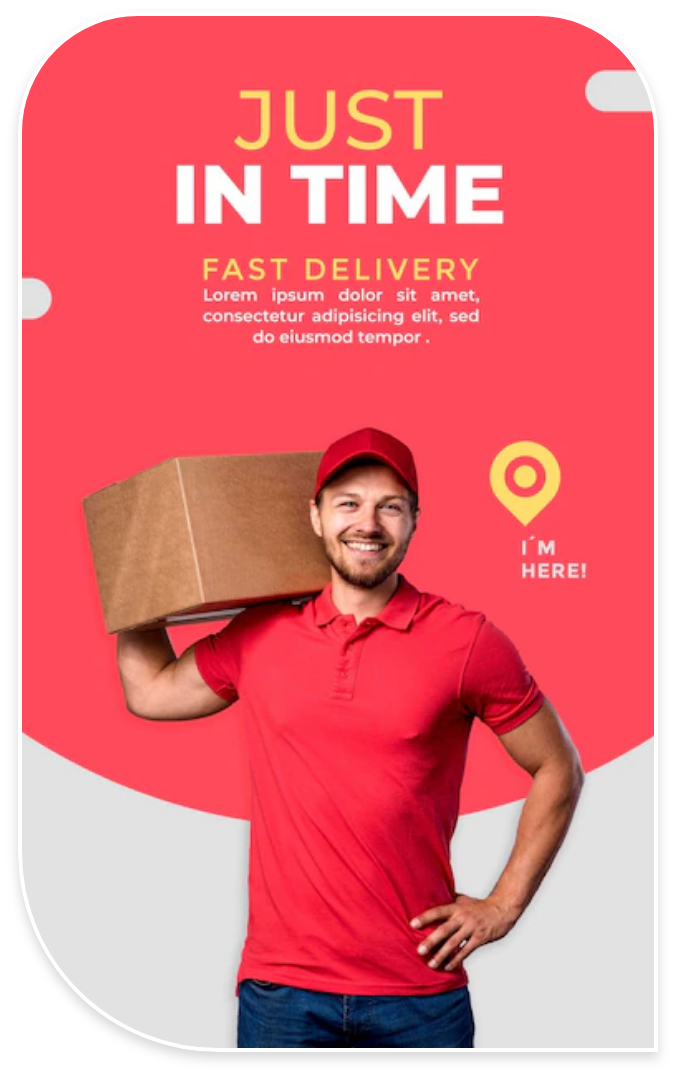 JUST
IN TIME
FAST DELIVERY
Lorem ipsum dolor sit amet,
consectetur adipisicing elit, sed
do eiusmod tempor .
I´M
HERE!